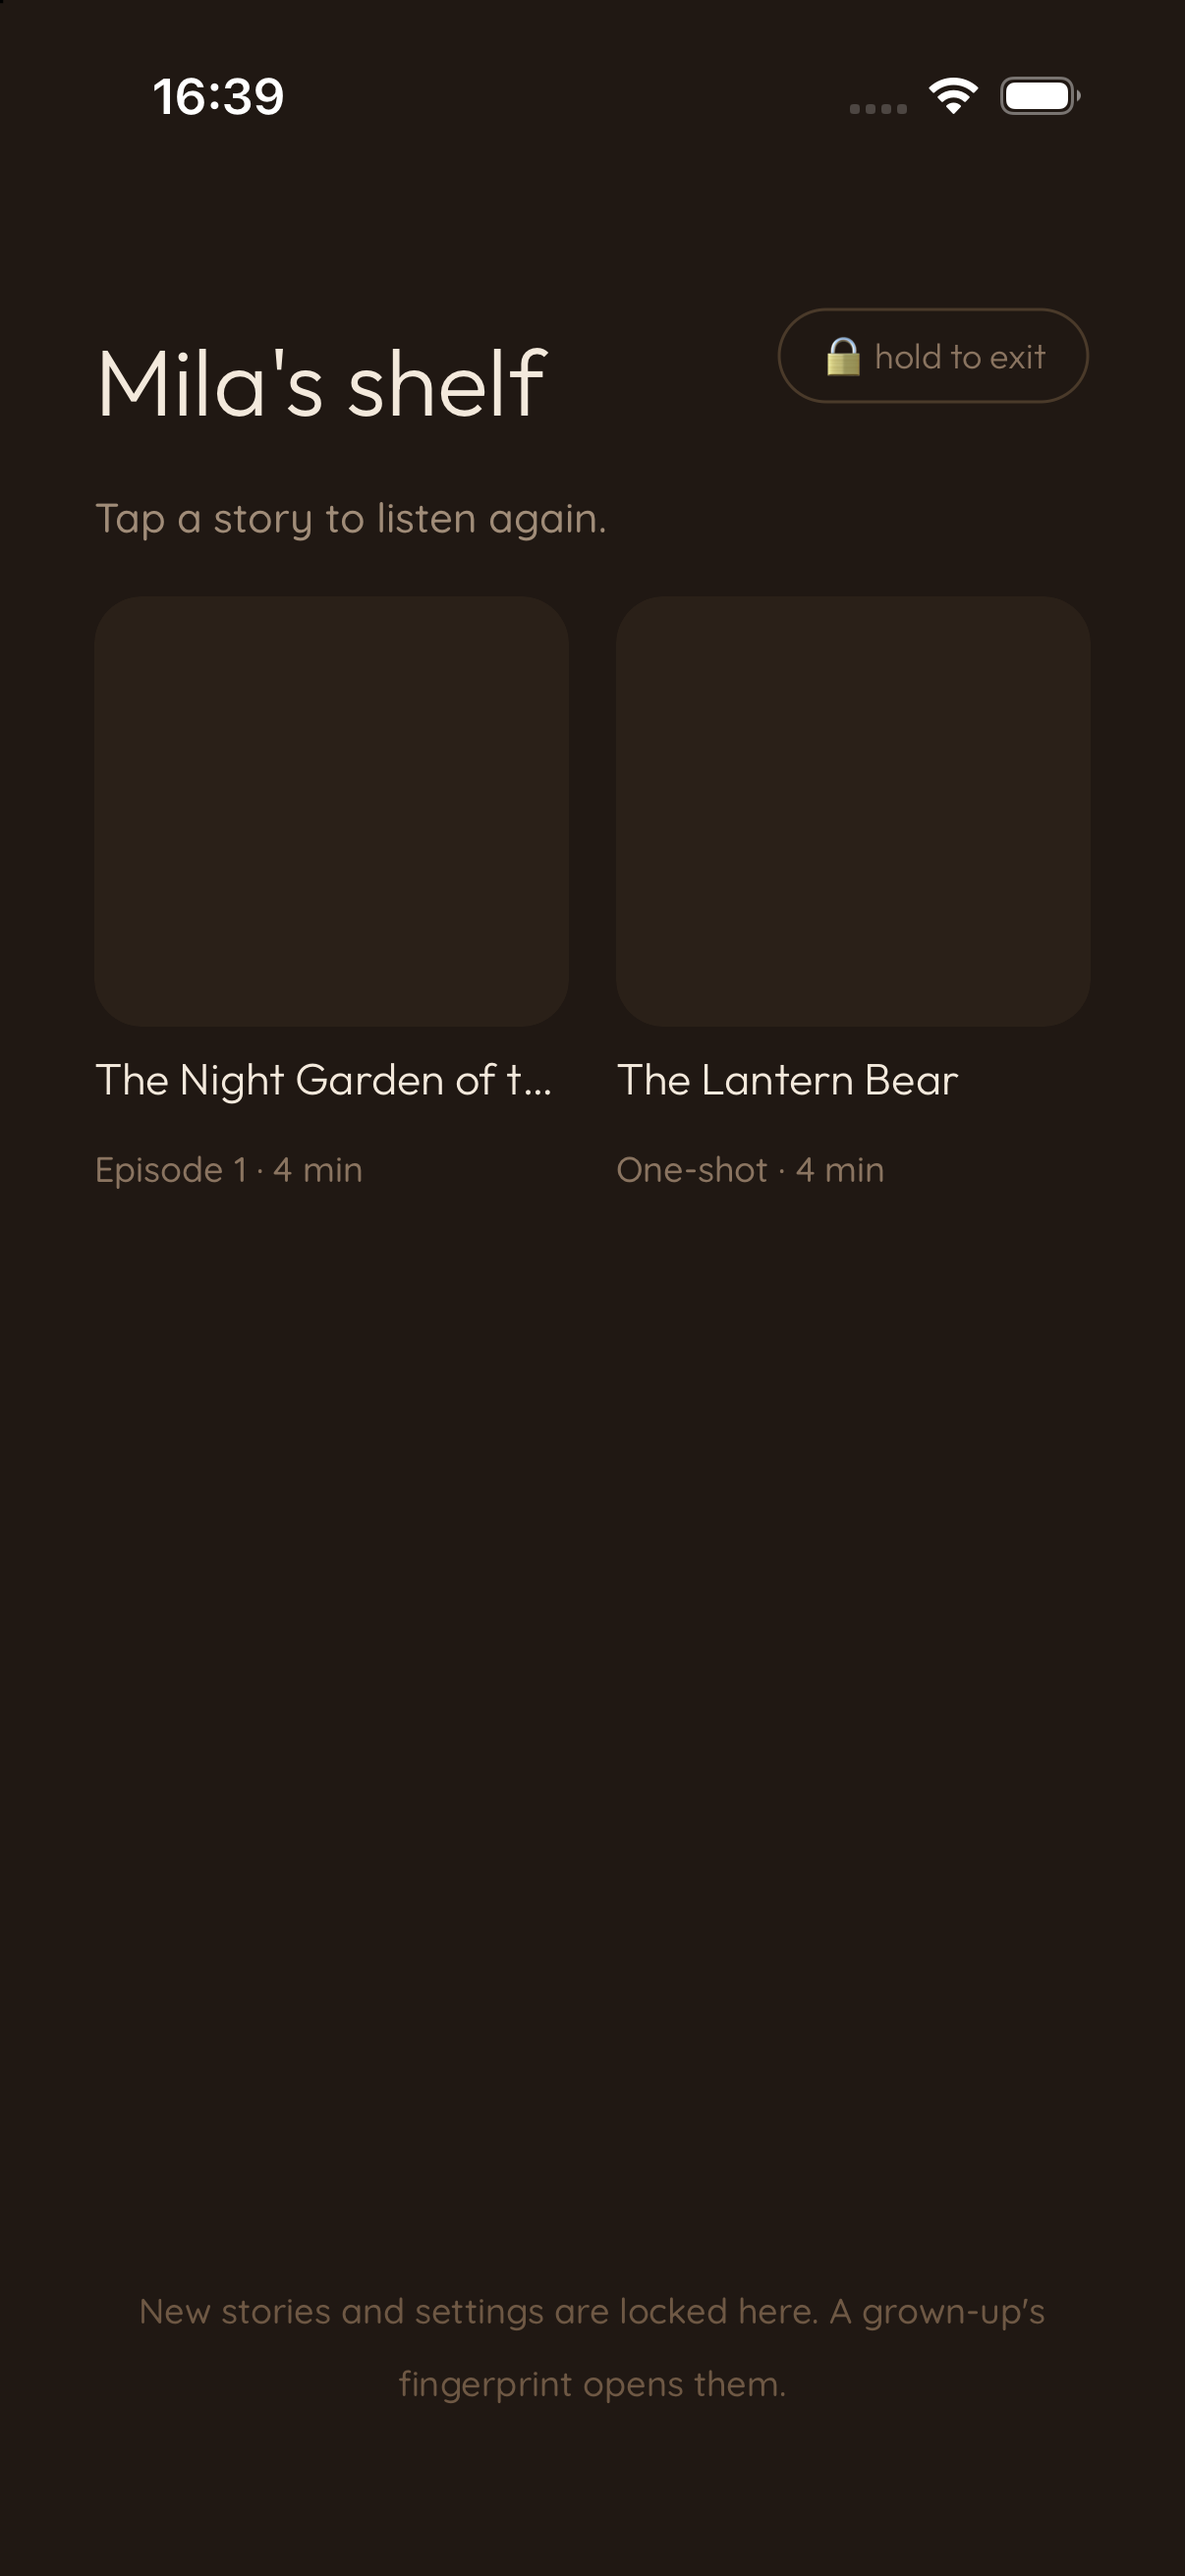 16:39
Mila's shelf
🔒 hold to exit
Tap a story to listen again.
The Night Garden of t...
The Lantern Bear
Episode 1 · 4 min
One-shot · 4 min
New stories and settings are locked here. A grown-up's
fingerprint opens them.